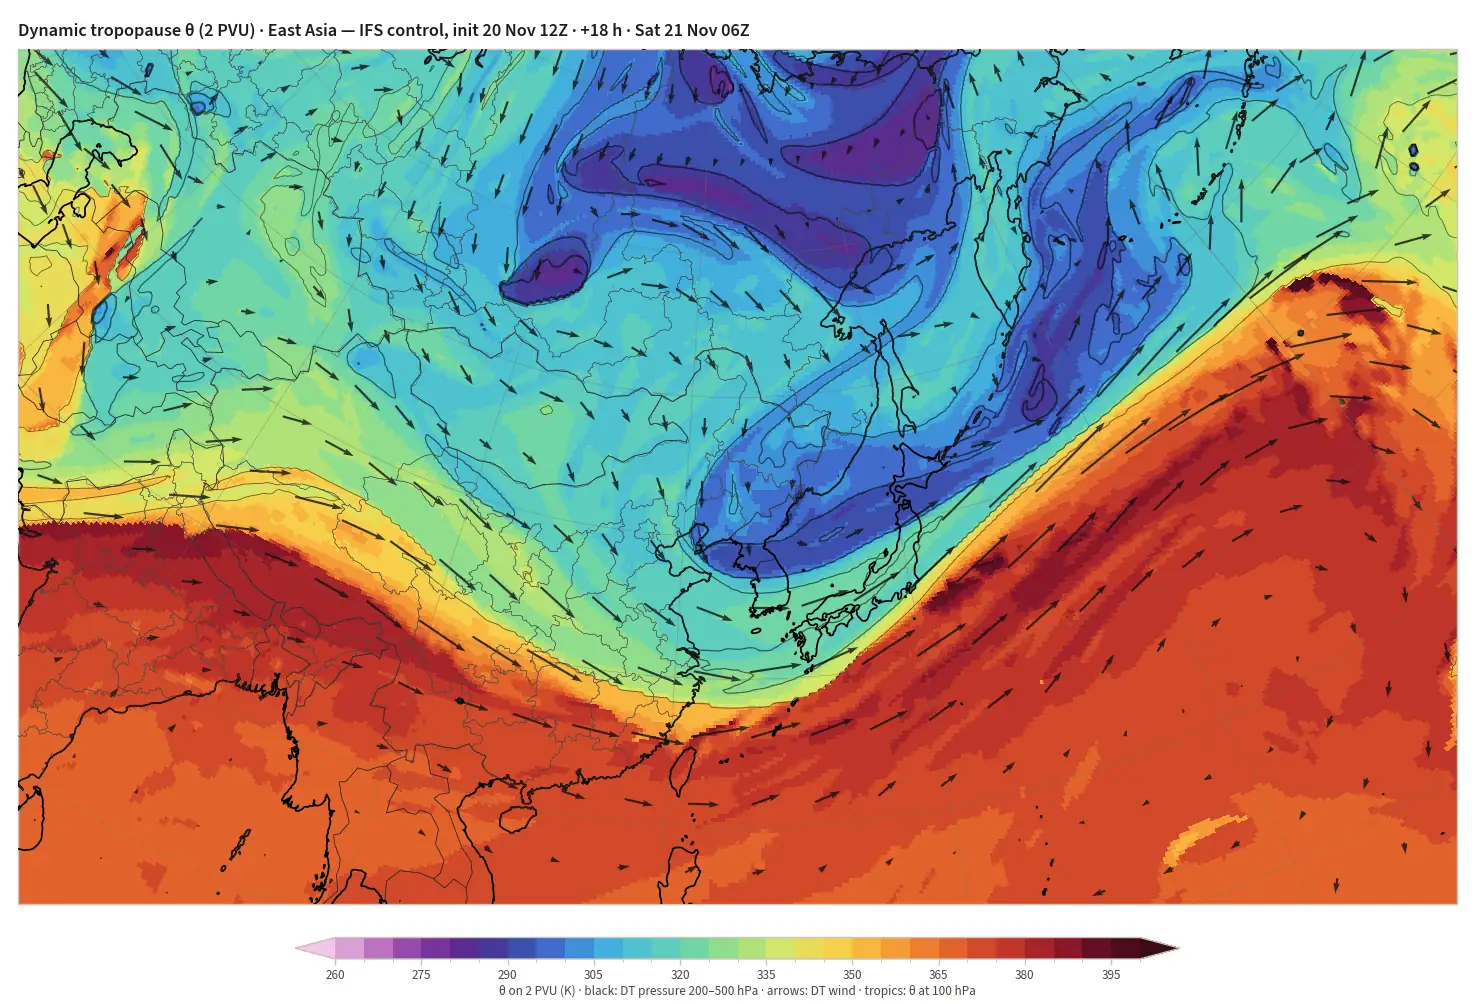 Dynamic tropopause θ (2 PVU) · East Asia — IFS control, init 20 Nov 12Z · +18 h · Sat 21 Nov 06Z
260 275 290 305 320 335 350 365 380 395
θ on 2 PVU (K) · black: DT pressure 200–500 hPa · arrows: DT wind · tropics: θ at 100 hPa